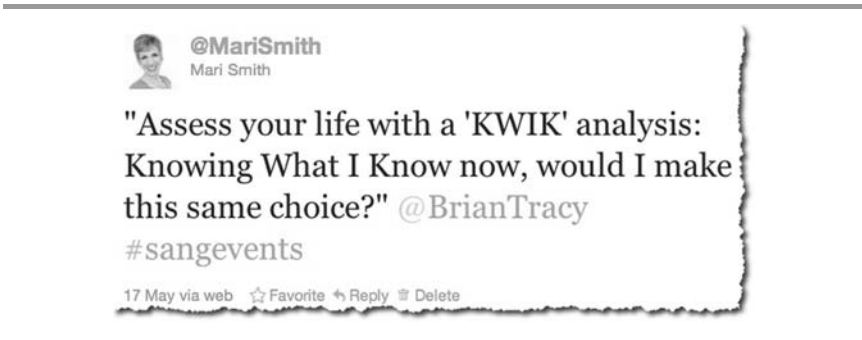 @MariSmith
Mari Smith
"Assess your life with a 'KWIK' analysis:
Knowing What I Know now, would I make
this same choice?" @BrianTracy
#sangevents
17 May via web Favorite Reply Delete